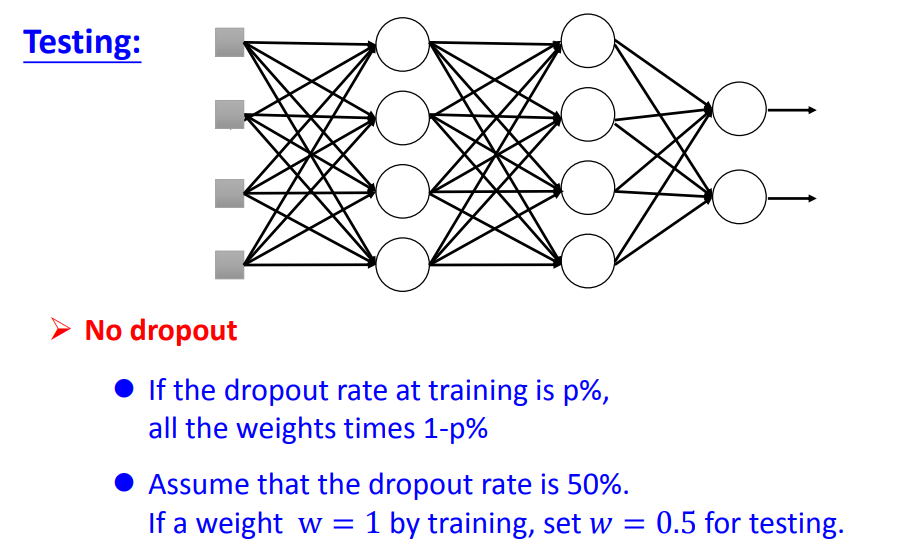 Testing:
No dropout
If the dropout rate at training is p%,
all the weights times 1-p%
Assume that the dropout rate is 50%.
If a weight w = 1 by training, set 𝑤 = 0.5 for testing.